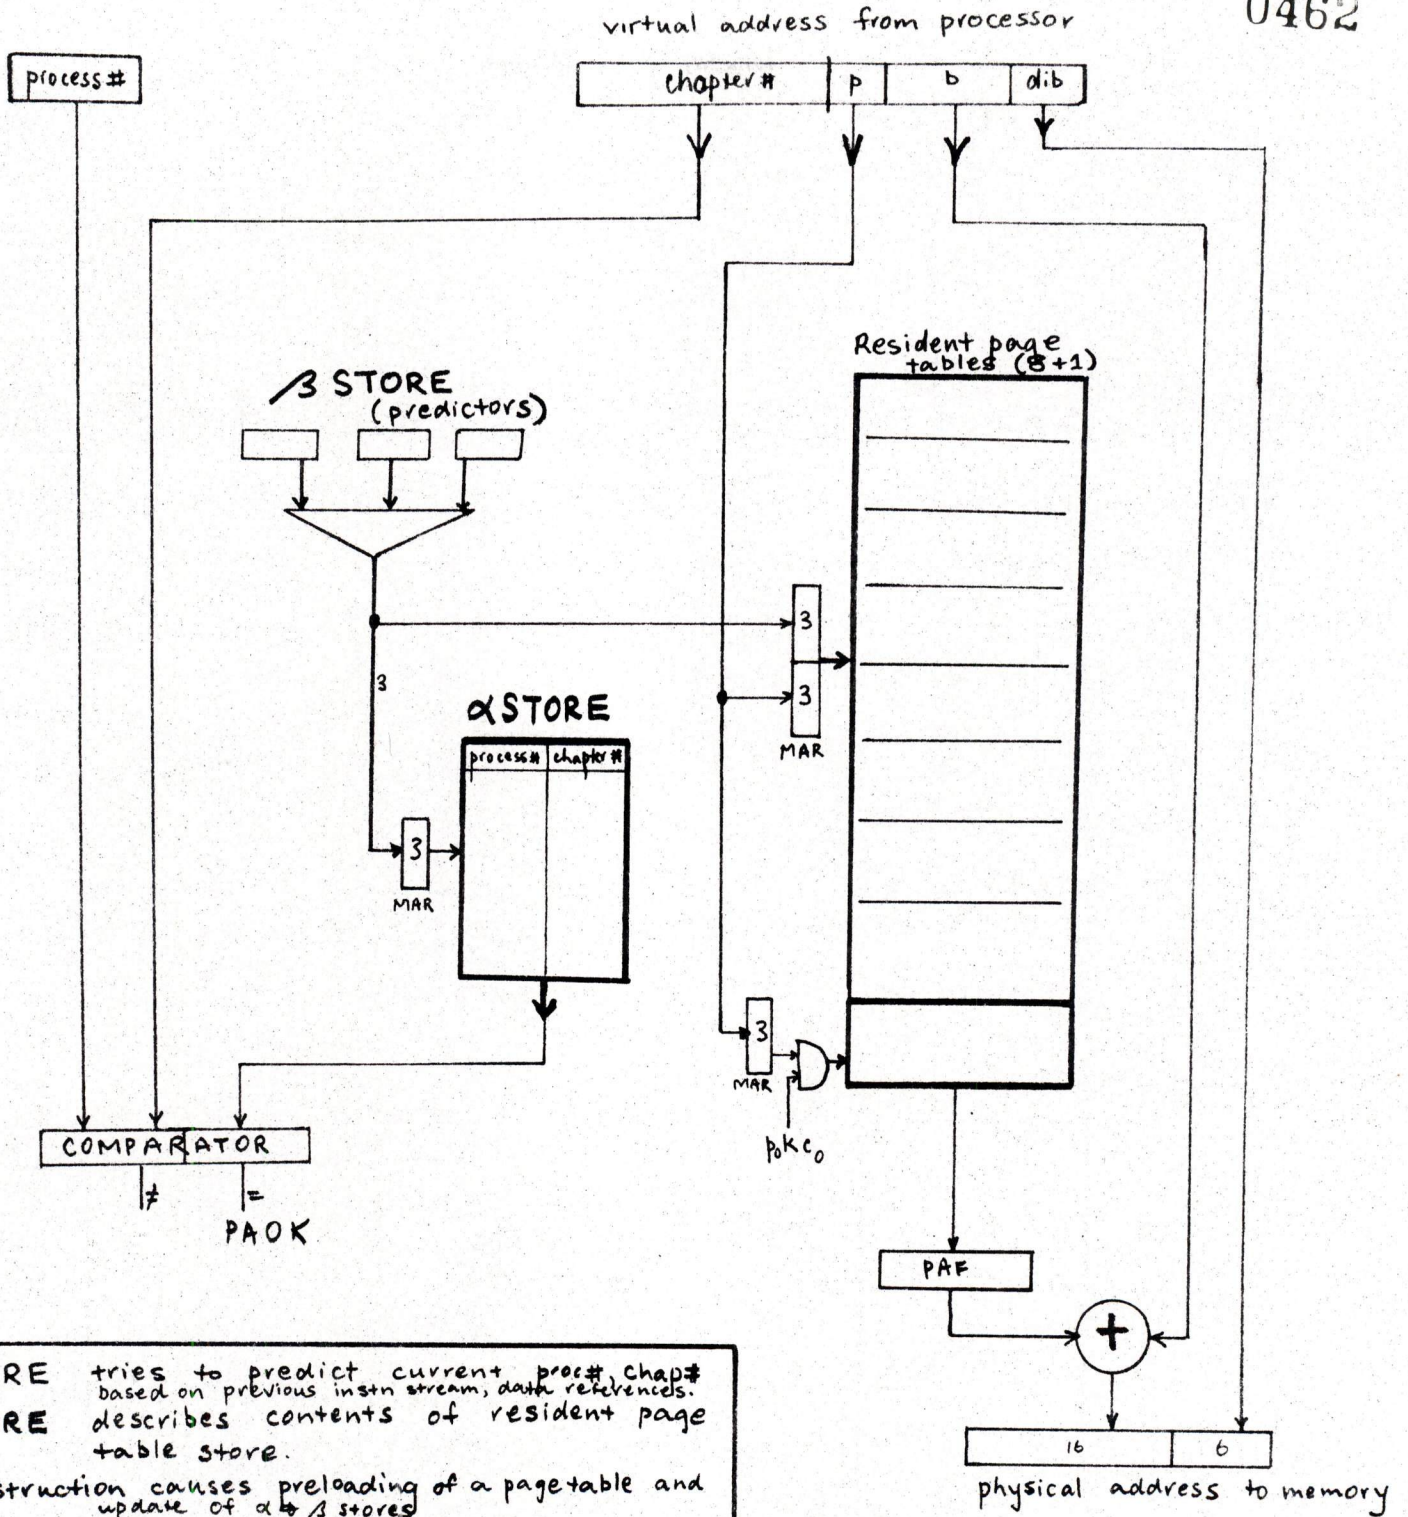 0462
virtual address from processor
process#
chapter# p b dib
Resident page
tables (8+1)
β STORE
(predictors)
3
3
3
MAR
α STORE
process# chapter #
3
MAR
3
MAR
p₀kc₀
COMPARATOR
≠ =
PAOK
PAF
+
16 6
physical address to memory
RE tries to predict current proc#, chap#
based on previous instn stream, data references.
RE describes contents of resident page
table store.
struction causes preloading of a pagetable and
update of α & β stores